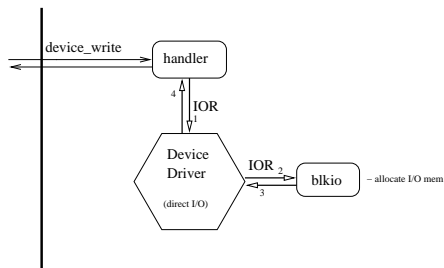 device_write
handler
4
IOR
1
Device
Driver
(direct I/O)
IOR
2
3
blkio
– allocate I/O mem